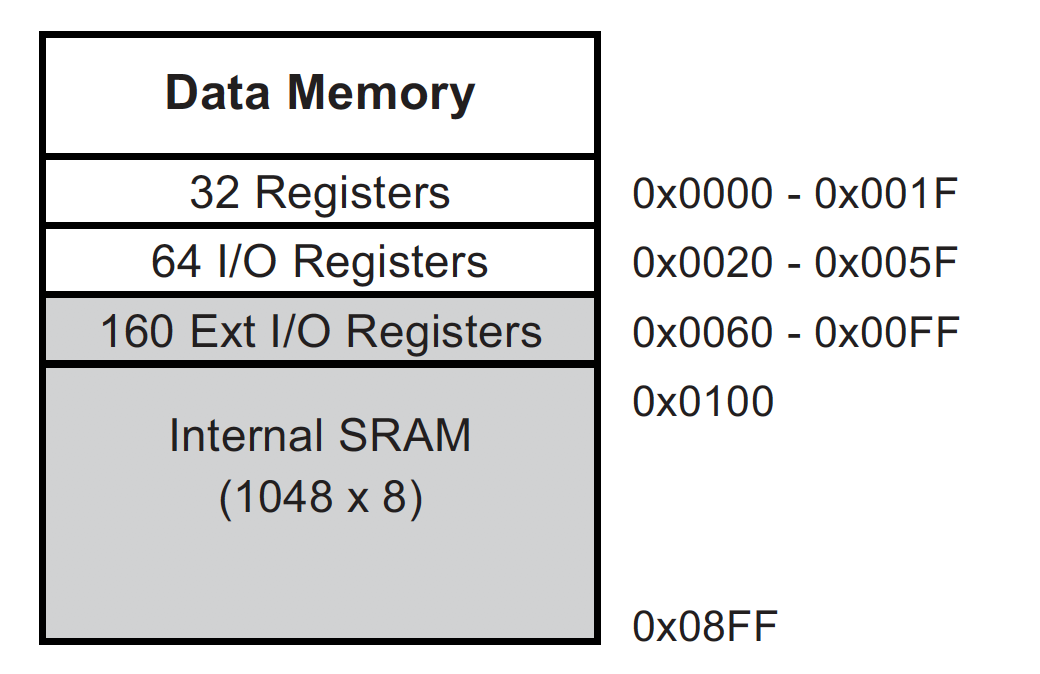 Data Memory
32 Registers 0x0000 - 0x001F
64 I/O Registers 0x0020 - 0x005F
160 Ext I/O Registers 0x0060 - 0x00FF
0x0100
Internal SRAM
(1048 x 8)
0x08FF